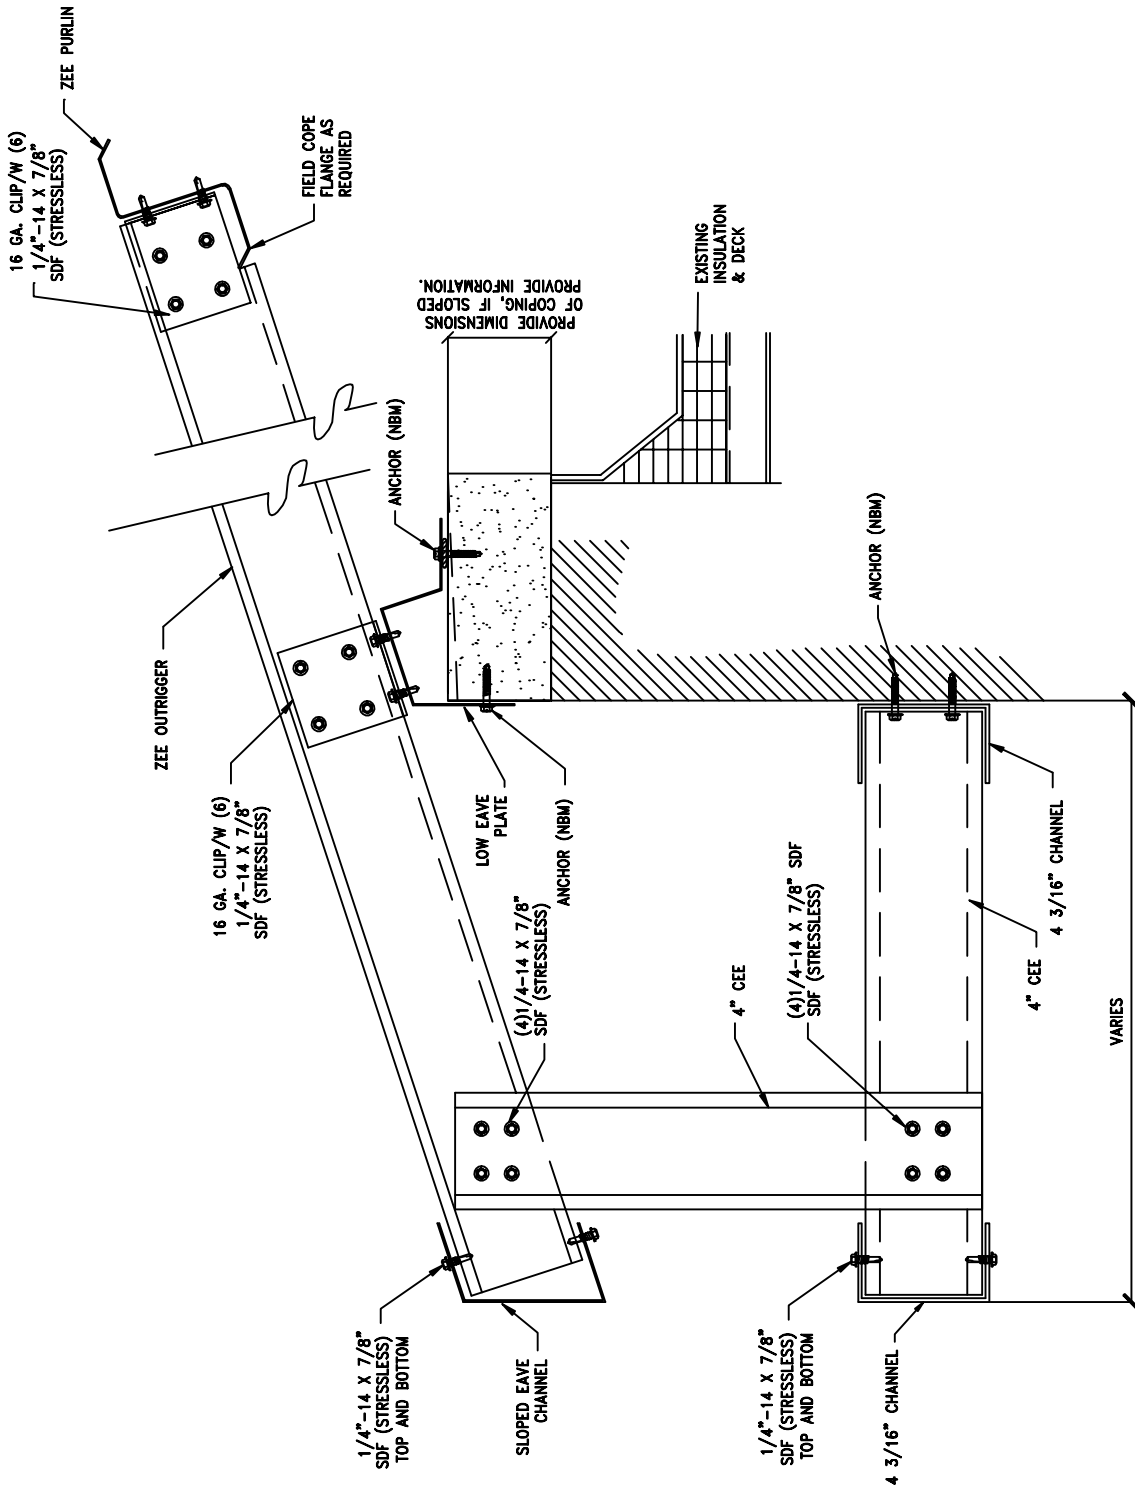 16 GA. CLIP/W (6)
1/4"-14 X 7/8"
SDF (STRESSLESS)
ZEE PURLIN
FIELD COPE
FLANGE AS
REQUIRED
PROVIDE DIMENSIONS
OF COPING, IF SLOPED
PROVIDE INFORMATION.
EXISTING
INSULATION
& DECK
ANCHOR (NBM)
ZEE OUTRIGGER
16 GA. CLIP/W (6)
1/4"-14 X 7/8"
SDF (STRESSLESS)
LOW EAVE
PLATE
ANCHOR (NBM)
ANCHOR (NBM)
(4)1/4-14 X 7/8"
SDF (STRESSLESS)
4" CEE
(4)1/4-14 X 7/8" SDF
SDF (STRESSLESS)
4 3/16" CHANNEL
4" CEE
VARIES
1/4"-14 X 7/8"
SDF (STRESSLESS)
TOP AND BOTTOM
SLOPED EAVE
CHANNEL
1/4"-14 X 7/8"
SDF (STRESSLESS)
TOP AND BOTTOM
4 3/16" CHANNEL